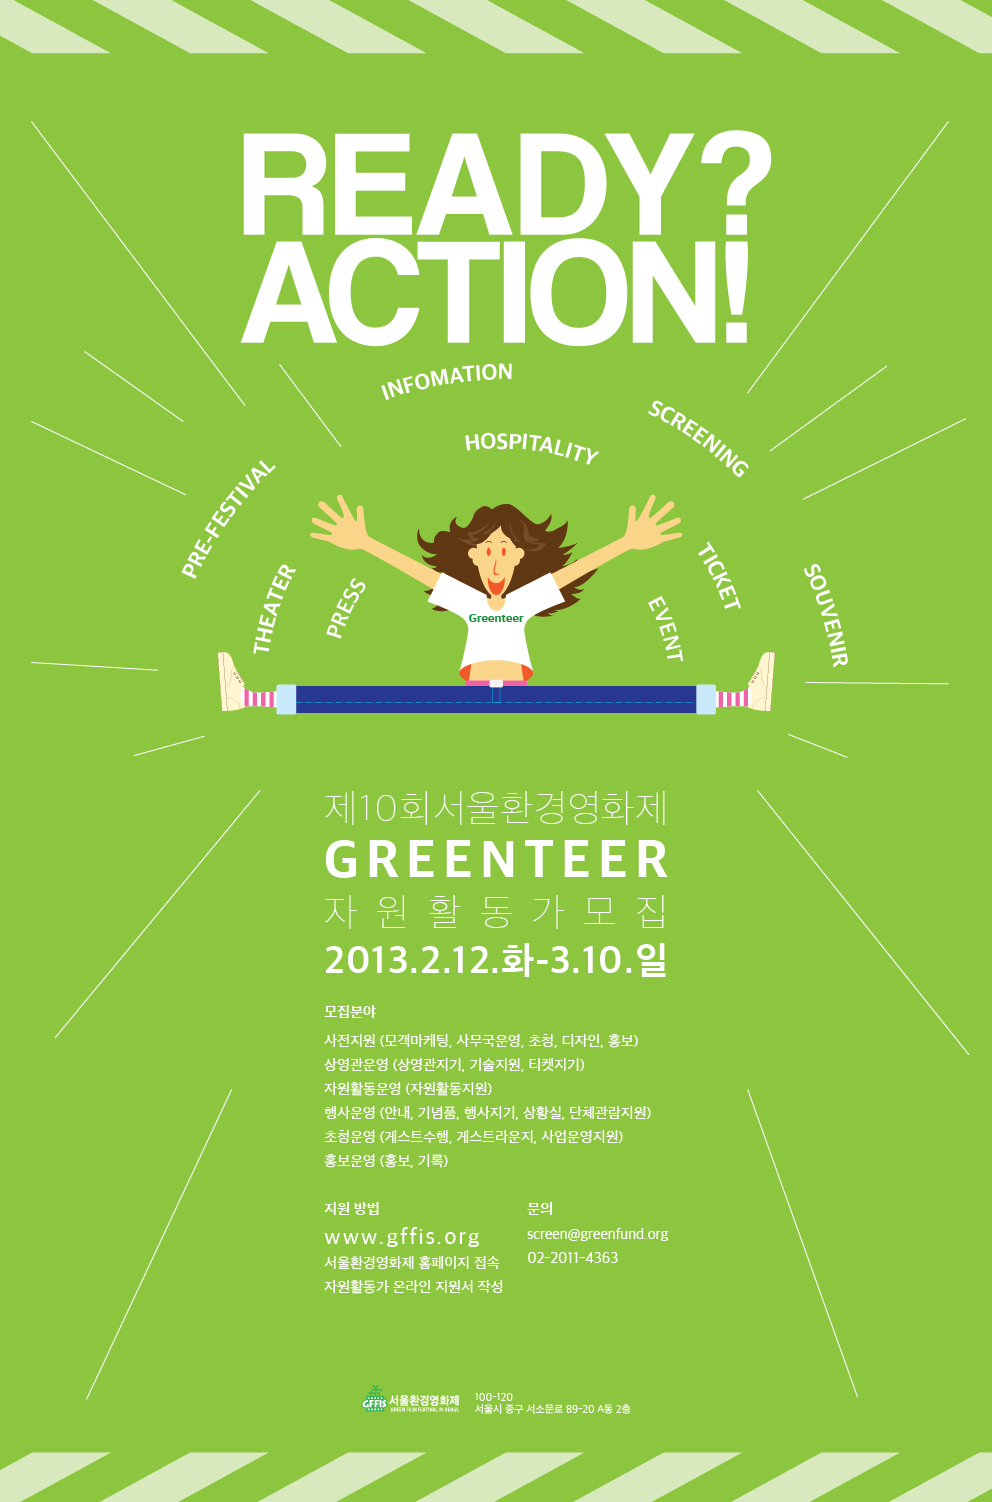 READY?
ACTION!
INFOMATION
HOSPITALITY
SCREENING
PRE-FESTIVAL
THEATER
PRESS
TICKET
EVENT
SOUVENIR
Greenteer
제10회서울환경영화제
GREENTEER
자원활동가모집
2013.2.12.화-3.10.일
모집분야
사전지원 (모객마케팅, 사무국운영, 초청, 디자인, 홍보)
상영관운영 (상영관지기, 기술지원, 티켓지기)
자원활동운영 (자원활동지원)
행사운영 (안내, 기념품, 행사지기, 상황실, 단체관람지원)
초청운영 (게스트수행, 게스트라운지, 사업운영지원)
홍보운영 (홍보, 기록)
지원 방법
www.gffis.org
서울환경영화제 홈페이지 접속
자원활동가 온라인 지원서 작성
문의
screen@greenfund.org
02-2011-4363
GFFIS 서울환경영화제
GREEN FILM FESTIVAL IN SEOUL
100-120
서울시 중구 서소문로 89-20 A동 2층